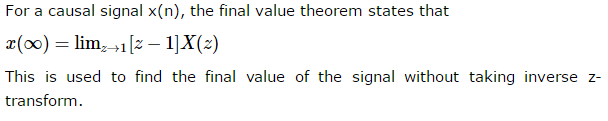 For a causal signal x(n), the final value theorem states that
x(∞) = lim_{z→1}[z − 1]X(z)
This is used to find the final value of the signal without taking inverse z-
transform.